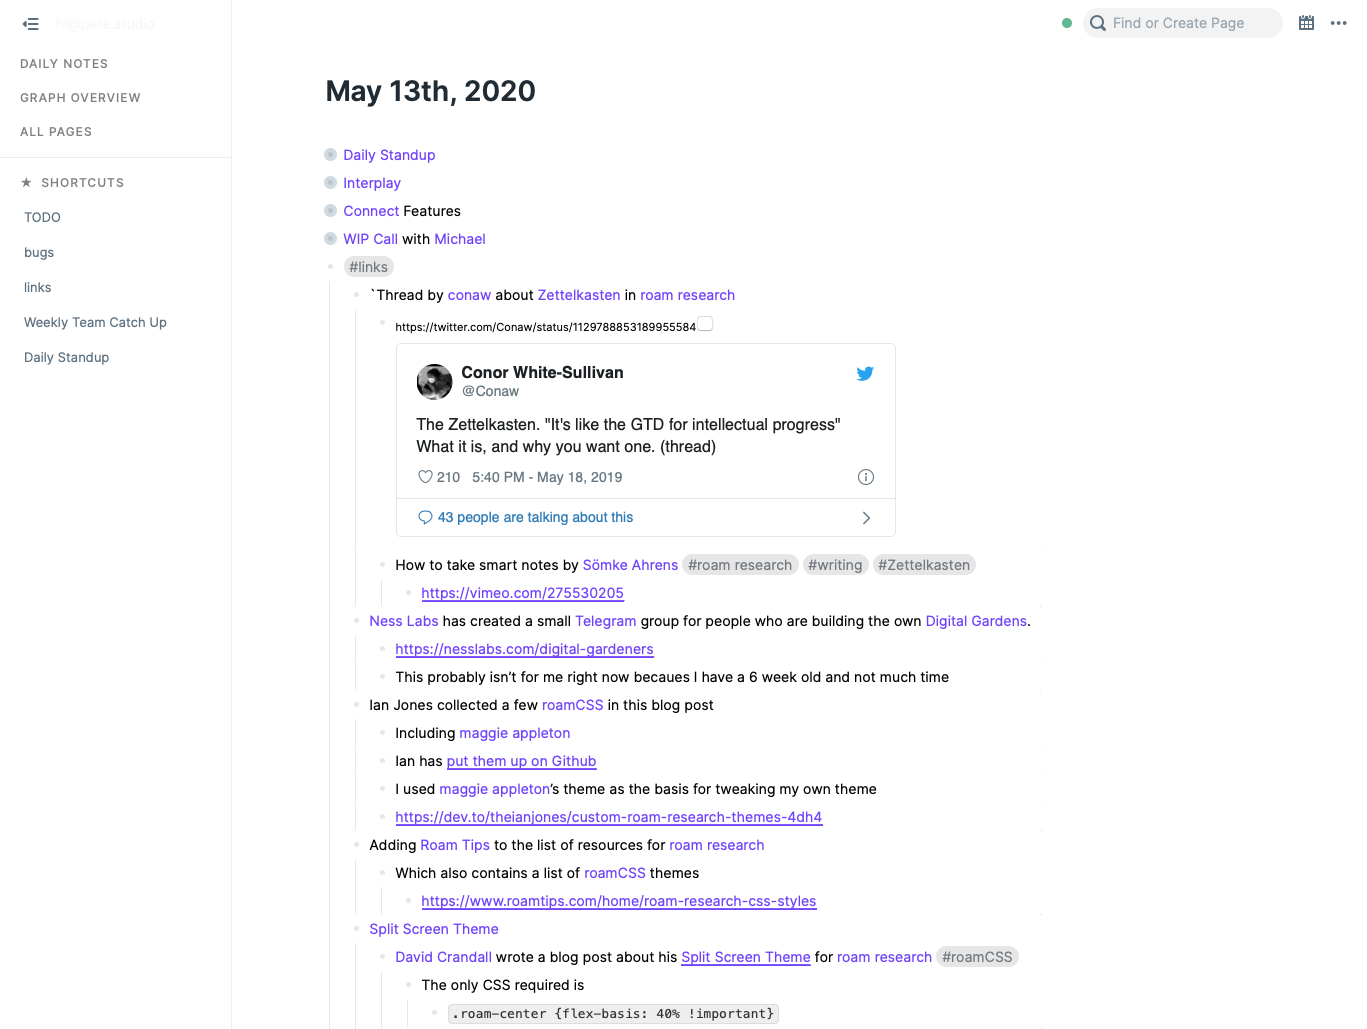 hi@pete.studio
Find or Create Page
DAILY NOTES
GRAPH OVERVIEW
ALL PAGES
★ SHORTCUTS
TODO
bugs
links
Weekly Team Catch Up
Daily Standup
May 13th, 2020
Daily Standup
Interplay
Connect Features
WIP Call with Michael
#links
`Thread by conaw about Zettelkasten in roam research
https://twitter.com/Conaw/status/1129788853189955584
Conor White-Sullivan
@Conaw
The Zettelkasten. "It's like the GTD for intellectual progress"
What it is, and why you want one. (thread)
210 5:40 PM - May 18, 2019
43 people are talking about this
How to take smart notes by Sömke Ahrens #roam research #writing #Zettelkasten
https://vimeo.com/275530205
Ness Labs has created a small Telegram group for people who are building the own Digital Gardens.
https://nesslabs.com/digital-gardeners
This probably isn’t for me right now becaues I have a 6 week old and not much time
Ian Jones collected a few roamCSS in this blog post
Including maggie appleton
Ian has put them up on Github
I used maggie appleton’s theme as the basis for tweaking my own theme
https://dev.to/theianjones/custom-roam-research-themes-4dh4
Adding Roam Tips to the list of resources for roam research
Which also contains a list of roamCSS themes
https://www.roamtips.com/home/roam-research-css-styles
Split Screen Theme
David Crandall wrote a blog post about his Split Screen Theme for roam research #roamCSS
The only CSS required is
.roam-center {flex-basis: 40% !important}